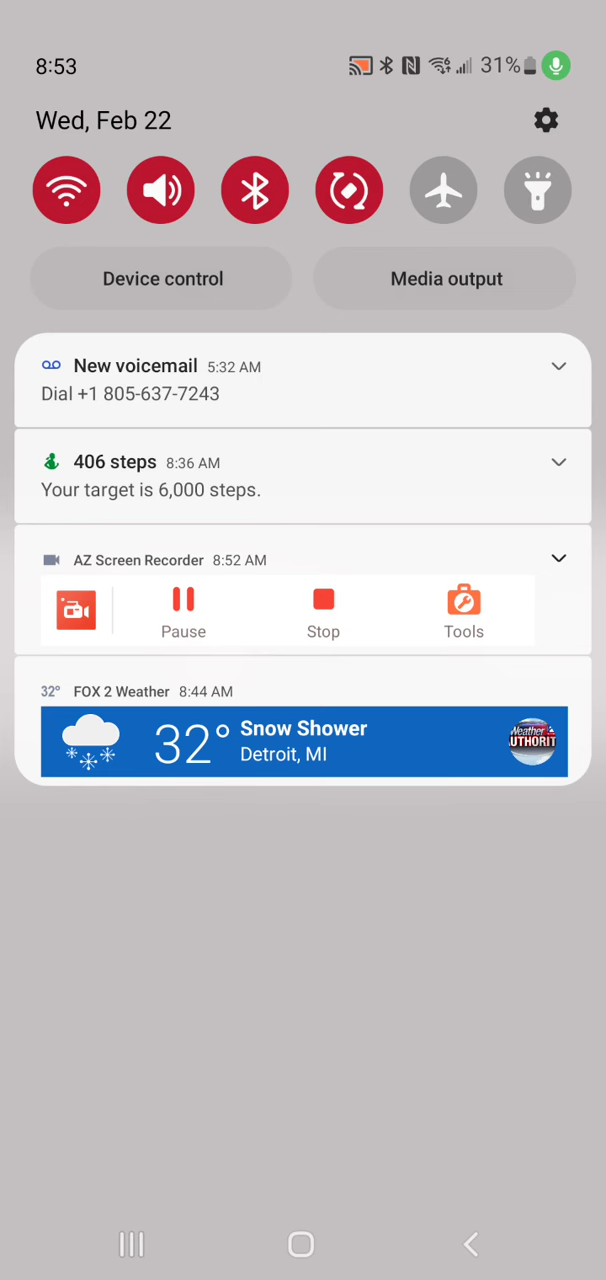 8:53
31%
Wed, Feb 22
Device control
Media output
New voicemail 5:32 AM
Dial +1 805-637-7243
406 steps 8:36 AM
Your target is 6,000 steps.
AZ Screen Recorder 8:52 AM
Pause
Stop
Tools
32° FOX 2 Weather 8:44 AM
32°
Snow Shower
Detroit, MI
Weather
UTHORIT